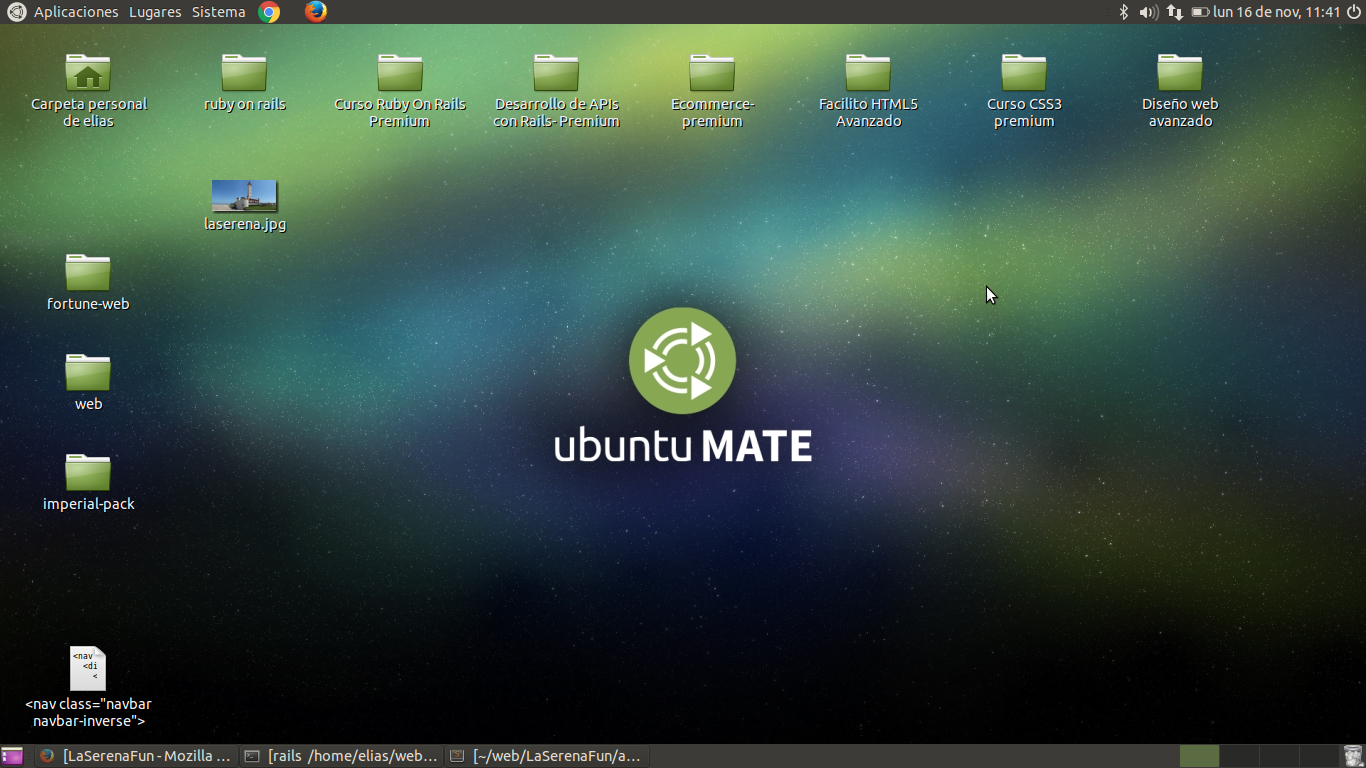 Aplicaciones Lugares Sistema
lun 16 de nov, 11:41
Carpeta personal
de elias
ruby on rails
Curso Ruby On Rails
Premium
Desarrollo de APIs
con Rails- Premium
Ecommerce-
premium
Facilito HTML5
Avanzado
Curso CSS3
premium
Diseño web
avanzado
laserena.jpg
fortune-web
web
imperial-pack
ubuntu MATE
<nav
<di
<
<nav class="navbar
navbar-inverse">
[LaSerenaFun - Mozilla ...
[rails /home/elias/web...
[~/web/LaSerenaFun/a...